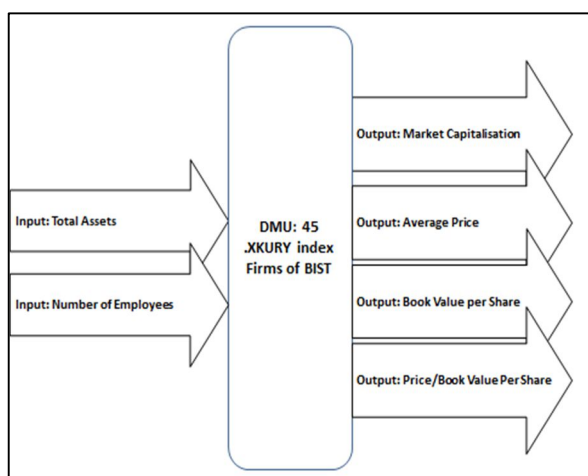 Input: Total Assets
Input: Number of Employees
DMU: 45
.XKURY index
Firms of BIST
Output: Market Capitalisation
Output: Average Price
Output: Book Value per Share
Output: Price/Book Value Per Share